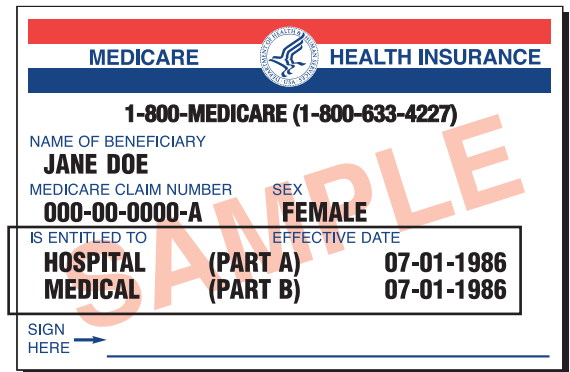 MEDICARE HEALTH INSURANCE
1-800-MEDICARE (1-800-633-4227)
NAME OF BENEFICIARY
JANE DOE
MEDICARE CLAIM NUMBER SEX
000-00-0000-A FEMALE
IS ENTITLED TO EFFECTIVE DATE
HOSPITAL (PART A) 07-01-1986
MEDICAL (PART B) 07-01-1986
SIGN
HERE
SAMPLE